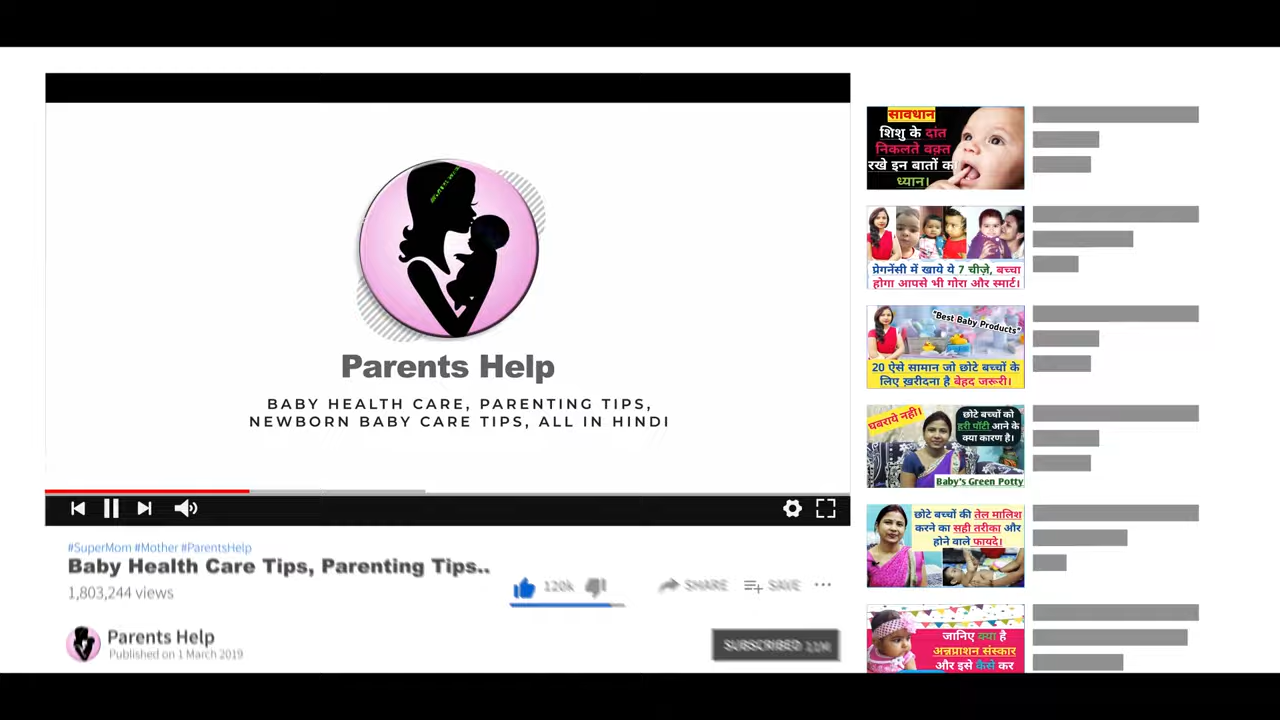 Parents Help
BABY HEALTH CARE, PARENTING TIPS,
NEWBORN BABY CARE TIPS, ALL IN HINDI
#SuperMom #Mother #ParentsHelp
Baby Health Care Tips, Parenting Tips..
1,803,244 views
120k
SHARE
SAVE
Parents Help
Published on 1 March 2019
SUBSCRIBED
सावधान
शिशु के दांत
निकलते वक़्त
रखे इन बातों का
ध्यान।
प्रेगनेंसी में खाये ये 7 चीज़े, बच्चा
होगा आपसे भी गोरा और स्मार्ट।
"Best Baby Products"
20 ऐसे सामान जो छोटे बच्चों के
लिए ख़रीदना है बेहद जरूरी।
घबराये नही।
छोटे बच्चों को
हरी पॉटी आने के
क्या कारण है।
Baby's Green Potty
छोटे बच्चों की तेल मालिश
करने का सही तरीका और
होने वाले फायदे।
जानिए क्या है
अन्नप्राशन संस्कार
और इसे कैसे कर